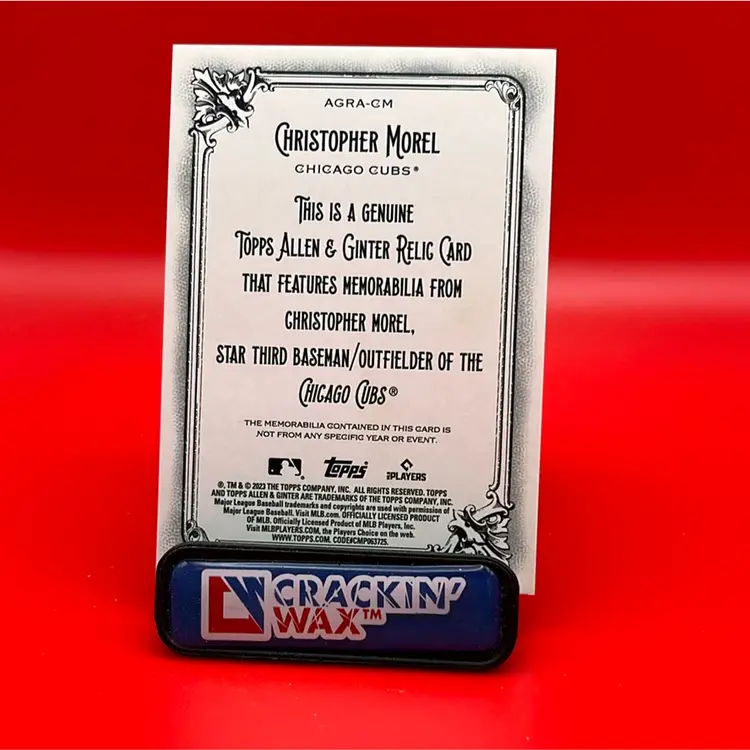 AGRA-CM
CHRISTOPHER MOREL
CHICAGO CUBS®
THIS IS A GENUINE
TOPPS ALLEN & GINTER RELIC CARD
THAT FEATURES MEMORABILIA FROM
CHRISTOPHER MOREL,
STAR THIRD BASEMAN/OUTFIELDER OF THE
CHICAGO CUBS®
THE MEMORABILIA CONTAINED IN THIS CARD IS
NOT FROM ANY SPECIFIC YEAR OR EVENT.
Topps PLAYERS
®, TM & © 2023 THE TOPPS COMPANY, INC. ALL RIGHTS RESERVED. TOPPS
AND TOPPS ALLEN & GINTER ARE TRADEMARKS OF THE TOPPS COMPANY, INC.
Major League Baseball trademarks and copyrights are used with permission of
Major League Baseball. Visit MLB.com. OFFICIALLY LICENSED PRODUCT
OF MLB. Officially Licensed Product of MLB Players, Inc.
Visit MLBPLAYERS.COM, the Players Choice on the web.
WWW.TOPPS.COM. CODE#CMP063725.
CW CRACKIN'
WAX™